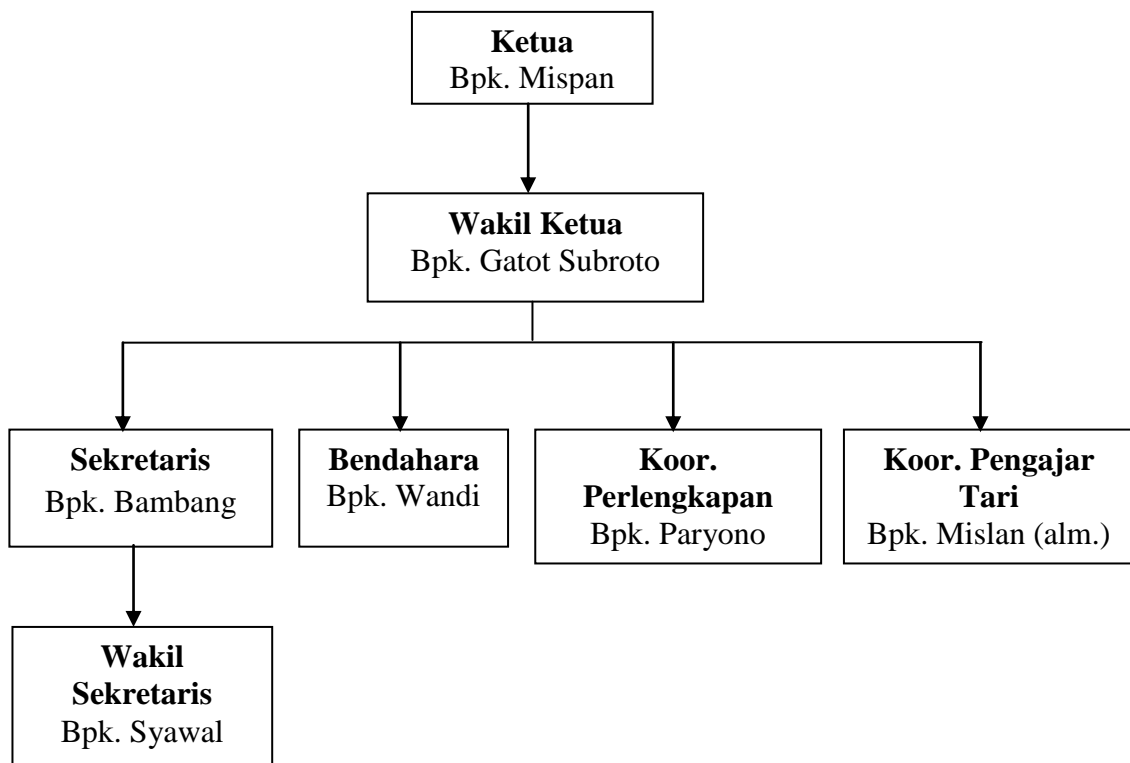 Ketua
Bpk. Mispan
Wakil Ketua
Bpk. Gatot Subroto
Sekretaris
Bpk. Bambang
Bendahara
Bpk. Wandi
Koor.
Perlengkapan
Bpk. Paryono
Koor. Pengajar
Tari
Bpk. Mislan (alm.)
Wakil
Sekretaris
Bpk. Syawal